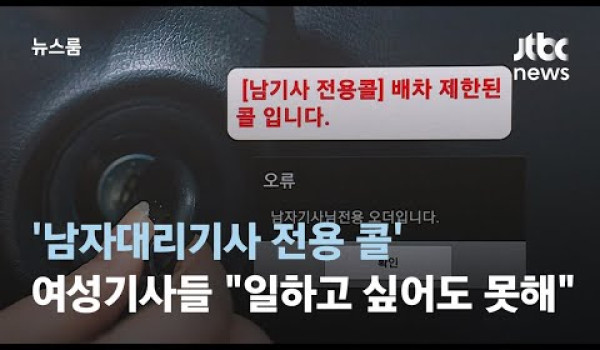 뉴스룸
jtbc
news
[남기사 전용콜] 배차 제한된
콜 입니다.
오류
남자기사님전용 오더입니다.
확인
'남자대리기사 전용 콜'
여성기사들 "일하고 싶어도 못해"